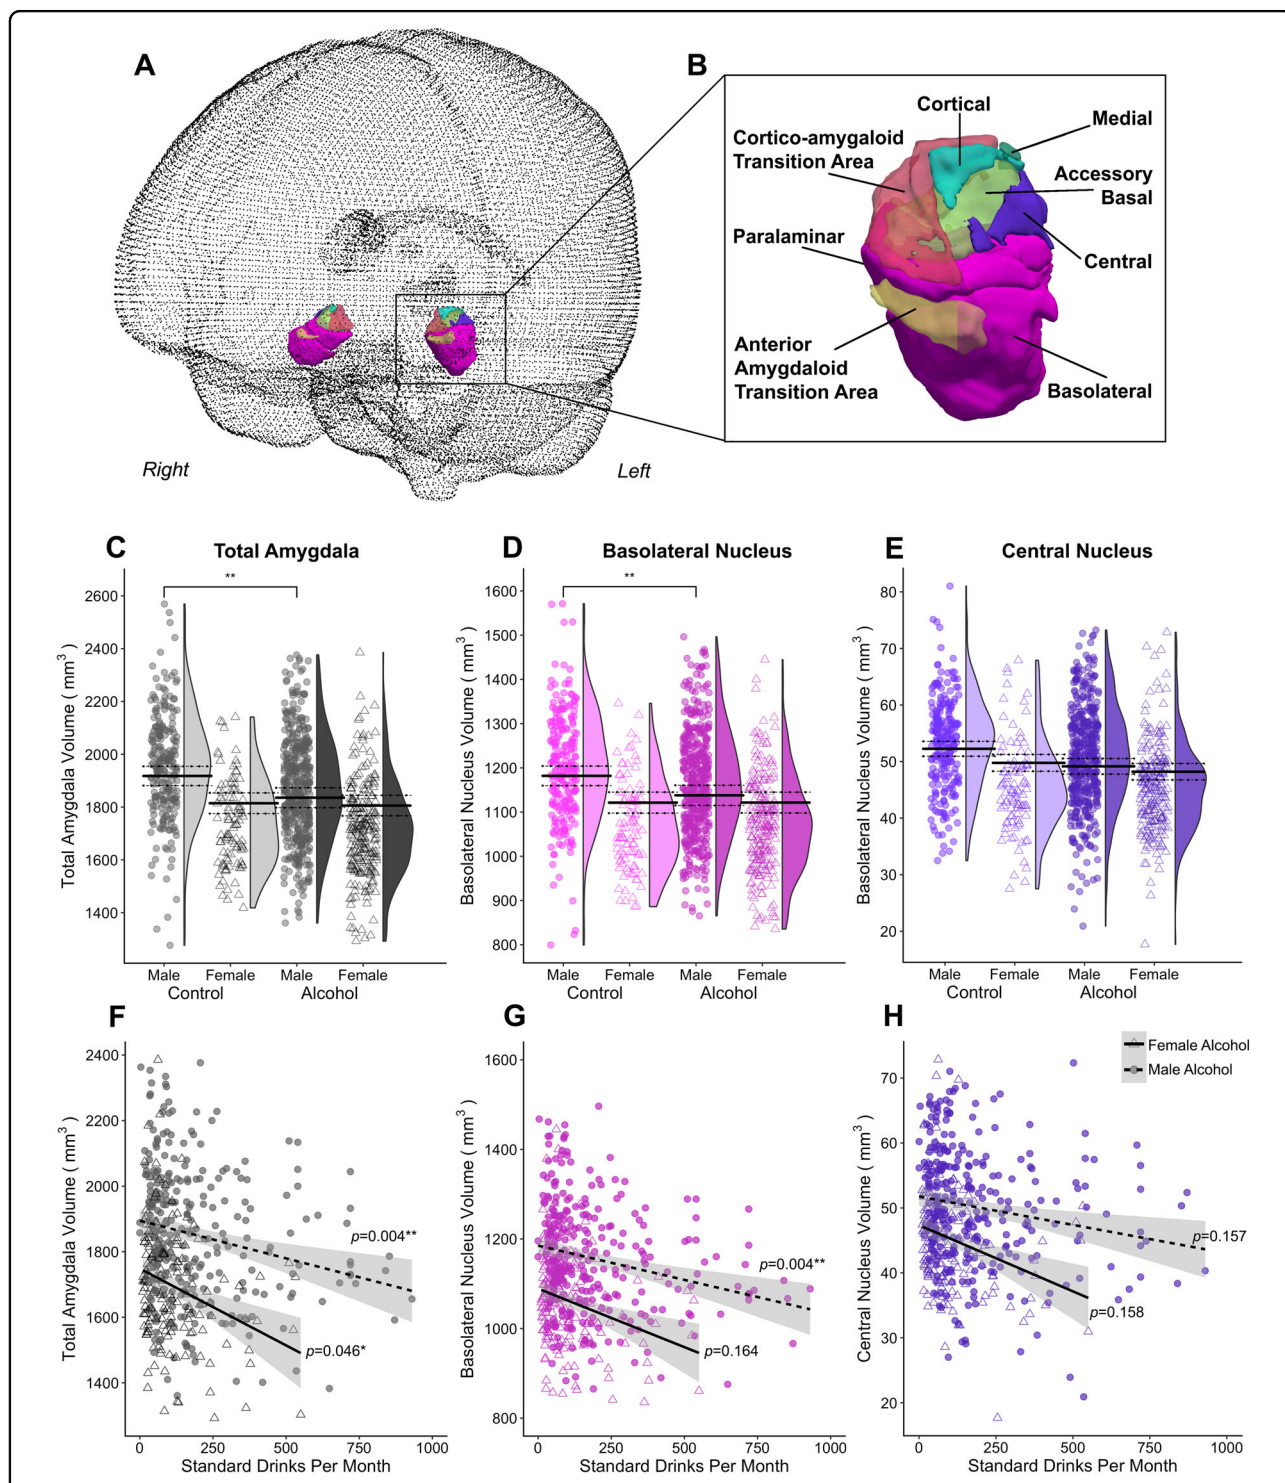 A
B
Cortical
Medial
Cortico-amygaloid
Transition Area
Accessory
Basal
Paralaminar
Central
Anterior
Amygdaloid
Transition Area
Basolateral
Right
Left
C
Total Amygdala
Total Amygdala Volume ( mm³ )
2600
2400
2200
2000
1800
1600
1400
**
Male
Female
Male
Female
Control
Alcohol
D
Basolateral Nucleus
Basolateral Nucleus Volume ( mm³ )
1600
1500
1400
1300
1200
1100
1000
900
800
**
Male
Female
Male
Female
Control
Alcohol
E
Central Nucleus
Basolateral Nucleus Volume ( mm³ )
80
70
60
50
40
30
20
Male
Female
Male
Female
Control
Alcohol
F
Total Amygdala Volume ( mm³ )
2400
2200
2000
1800
1600
1400
p=0.004**
p=0.046*
0
250
500
750
1000
Standard Drinks Per Month
G
Basolateral Nucleus Volume ( mm³ )
1600
1400
1200
1000
800
p=0.004**
p=0.164
0
250
500
750
1000
Standard Drinks Per Month
H
Female Alcohol
Male Alcohol
Central Nucleus Volume ( mm³ )
70
60
50
40
30
20
p=0.157
p=0.158
0
250
500
750
1000
Standard Drinks Per Month